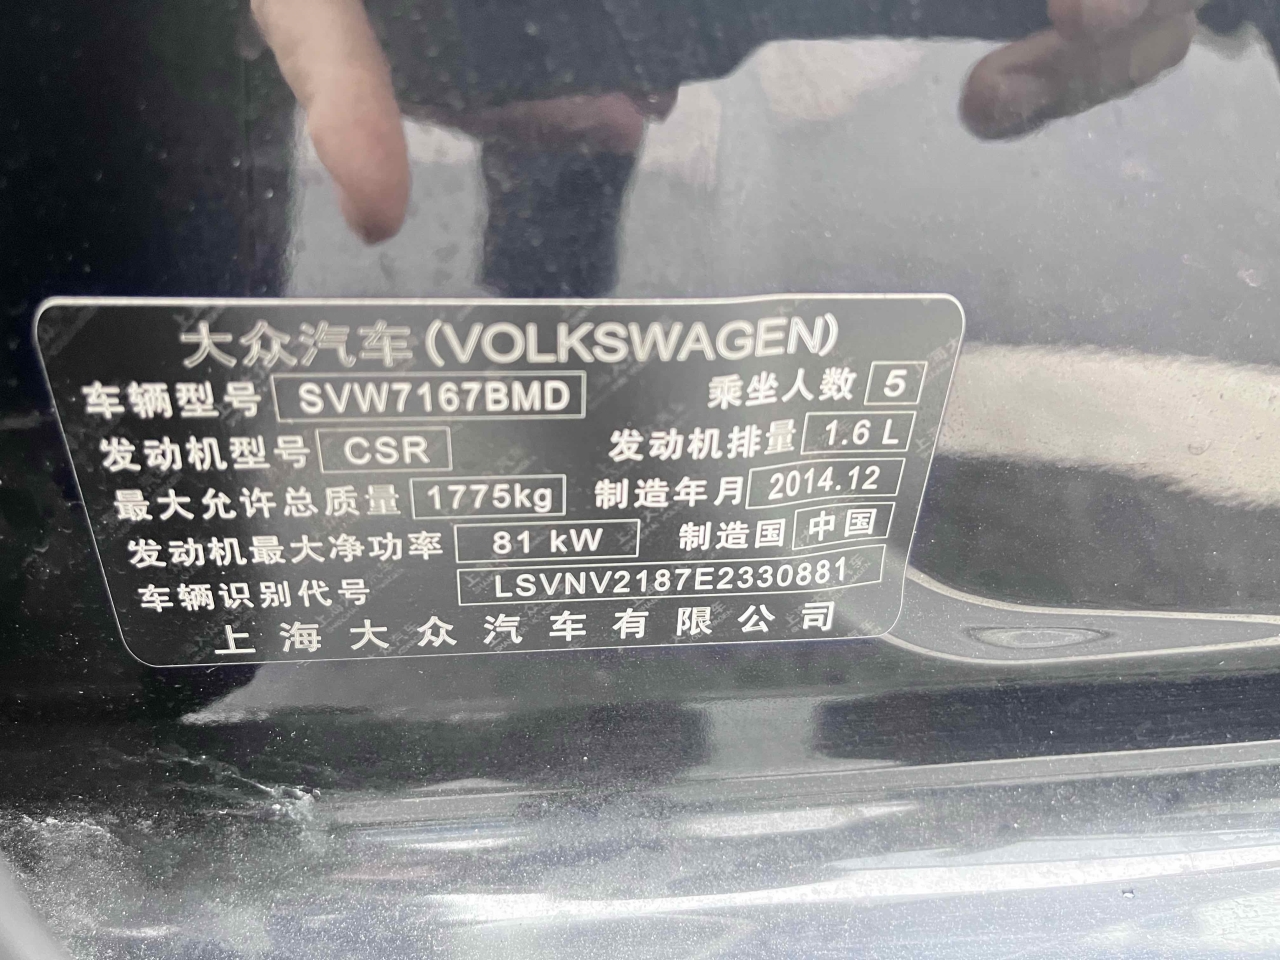 大众汽车(VOLKSWAGEN)
车辆型号 SVW7167BMD 乘坐人数 5
发动机型号 CSR 发动机排量 1.6 L
最大允许总质量 1775kg 制造年月 2014.12
发动机最大净功率 81 kW 制造国 中国
车辆识别代号 LSVNV2187E2330881
上海大众汽车有限公司